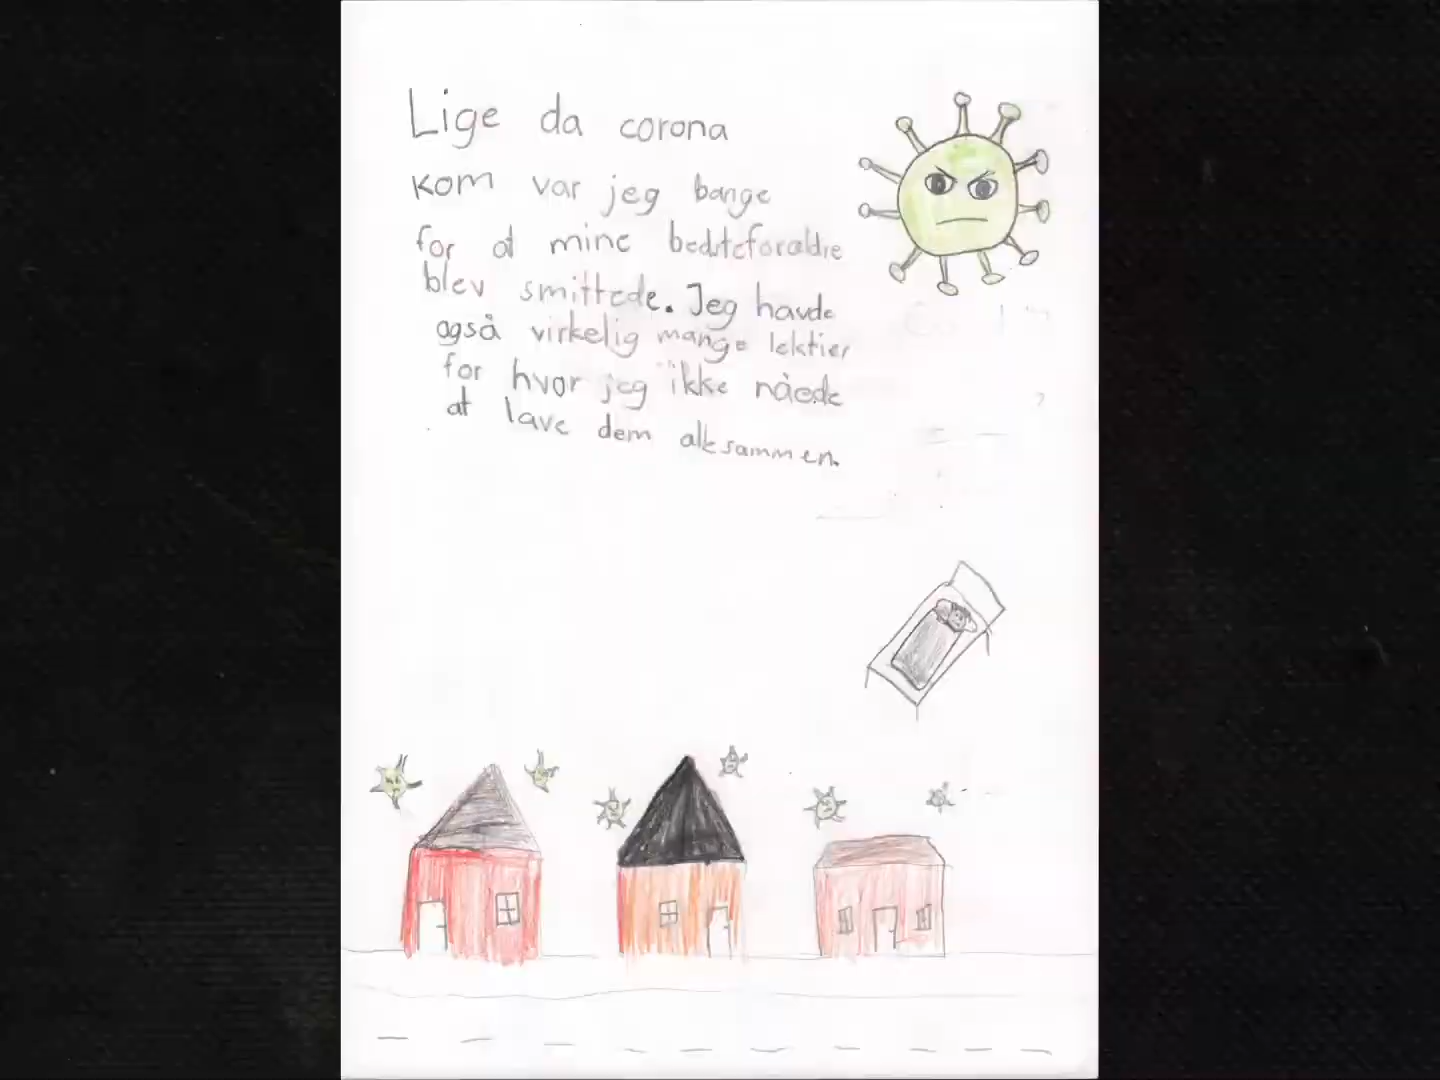 Lige da corona
kom var jeg bange
for at mine bedsteforældre
blev smittede. Jeg havde
også virkelig mange lektier
for hvor jeg ikke nåede
at lave dem allesammen.